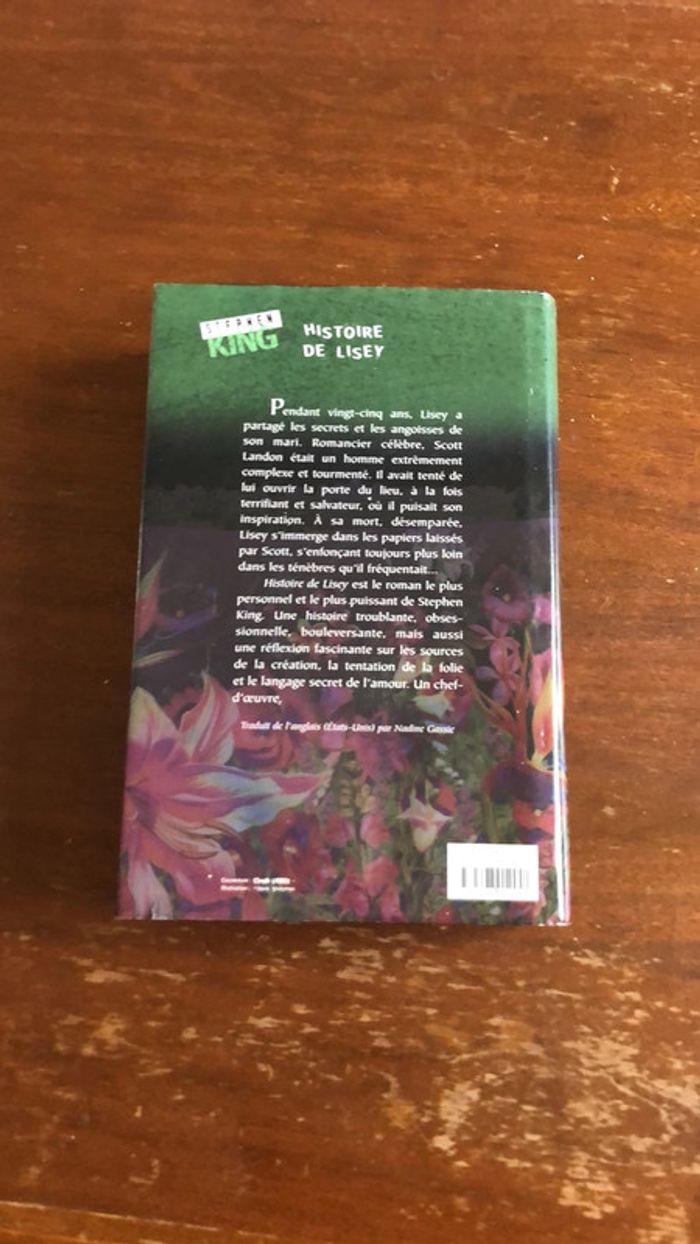 STEPHEN
KING
HISTOIRE
DE LISEY
Pendant vingt-cinq ans, Lisey a
partagé les secrets et les angoisses de
son mari. Romancier célèbre, Scott
Landon était un homme extrêmement
complexe et tourmenté. Il avait tenté de
lui ouvrir la porte du lieu, à la fois
terrifiant et salvateur, où il puisait son
inspiration. À sa mort, désemparée,
Lisey s'immerge dans les papiers laissés
par Scott, s'enfonçant toujours plus loin
dans les ténèbres qu'il fréquentait...
Histoire de Lisey est le roman le plus
personnel et le plus puissant de Stephen
King. Une histoire troublante, obses-
sionnelle, bouleversante, mais aussi
une réflexion fascinante sur les sources
de la création, la tentation de la folie
et le langage secret de l'amour. Un chef-
d'œuvre,
Traduit de l'anglais (États-Unis) par Nadine Gassie